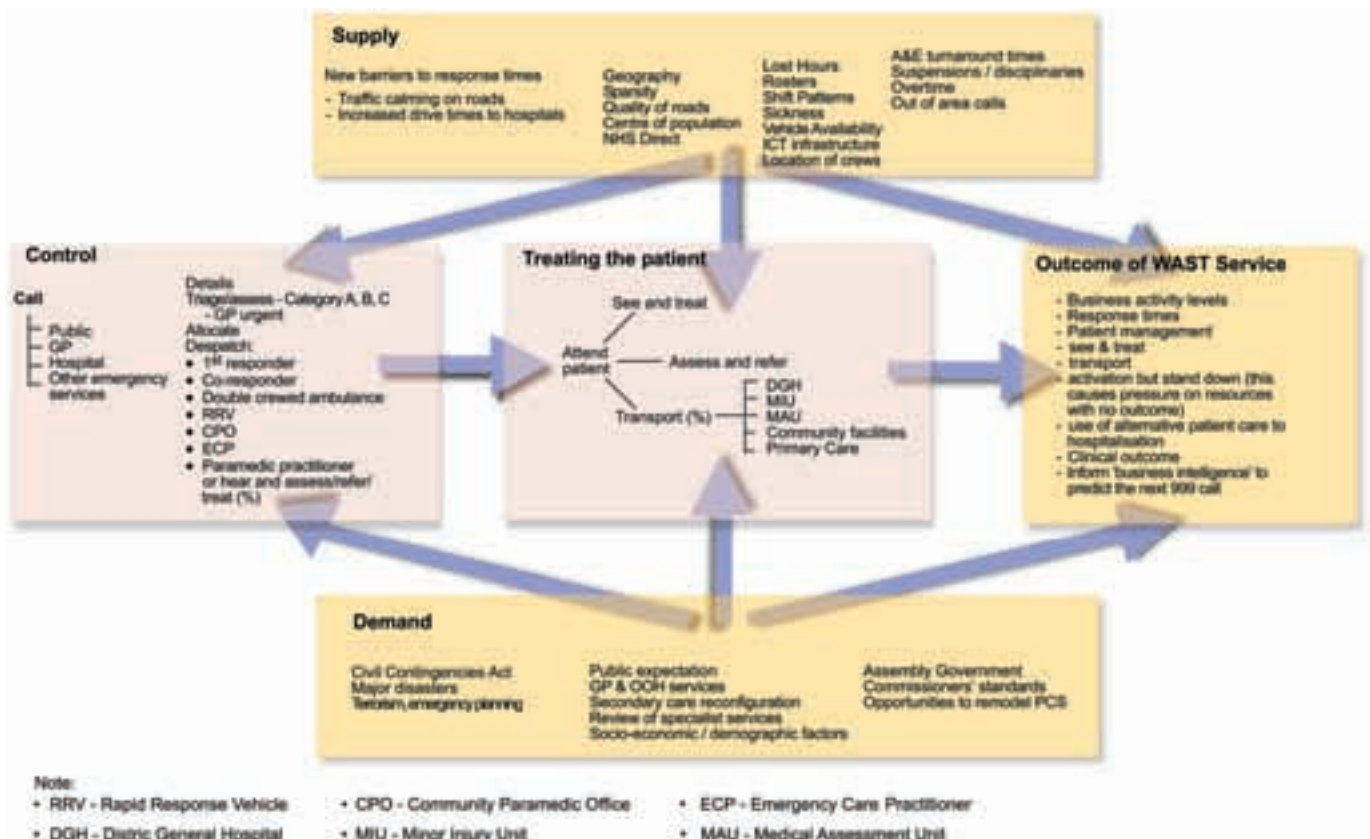 Supply
New barriers to response times
- Traffic calming on roads
- Increased drive times to hospitals
Geography
Sparsity
Quality of roads
Centre of population
NHS Direct
Lost Hours
Rosters
Shift Patterns
Sickness
Vehicle Availability
ICT infrastructure
Location of crews
A&E turnaround times
Suspensions / disciplinaries
Overtime
Out of area calls
Control
Call
Public
GP
Hospital
Other emergency
services
Details
Triage/assess - Category A, B, C
- GP urgent
Allocate
Despatch:
• 1st responder
• Co-responder
• Double crewed ambulance
• RRV
• CPO
• ECP
• Paramedic practitioner
or hear and assess/refer/
treat (%)
Treating the patient
See and treat
Attend
patient
Assess and refer
Transport (%)
DGH
MIU
MAU
Community facilities
Primary Care
Outcome of WAST Service
- Business activity levels
- Response times
- Patient management
- see & treat
- transport
- activation but stand down (this
causes pressure on resources
with no outcome)
- use of alternative patient care to
hospitalisation
- Clinical outcome
- Inform 'business intelligence' to
predict the next 999 call
Demand
Civil Contingencies Act
Major disasters
Terrorism, emergency planning
Public expectation
GP & OOH services
Secondary care reconfiguration
Review of specialist services
Socio-economic / demographic factors
Assembly Government
Commissioners' standards
Opportunities to remodel PCS
Note:
• RRV - Rapid Response Vehicle
• CPO - Community Paramedic Office
• ECP - Emergency Care Practitioner
• DGH - Distric General Hospital
• MIU - Minor Injury Unit
• MAU - Medical Assessment Unit